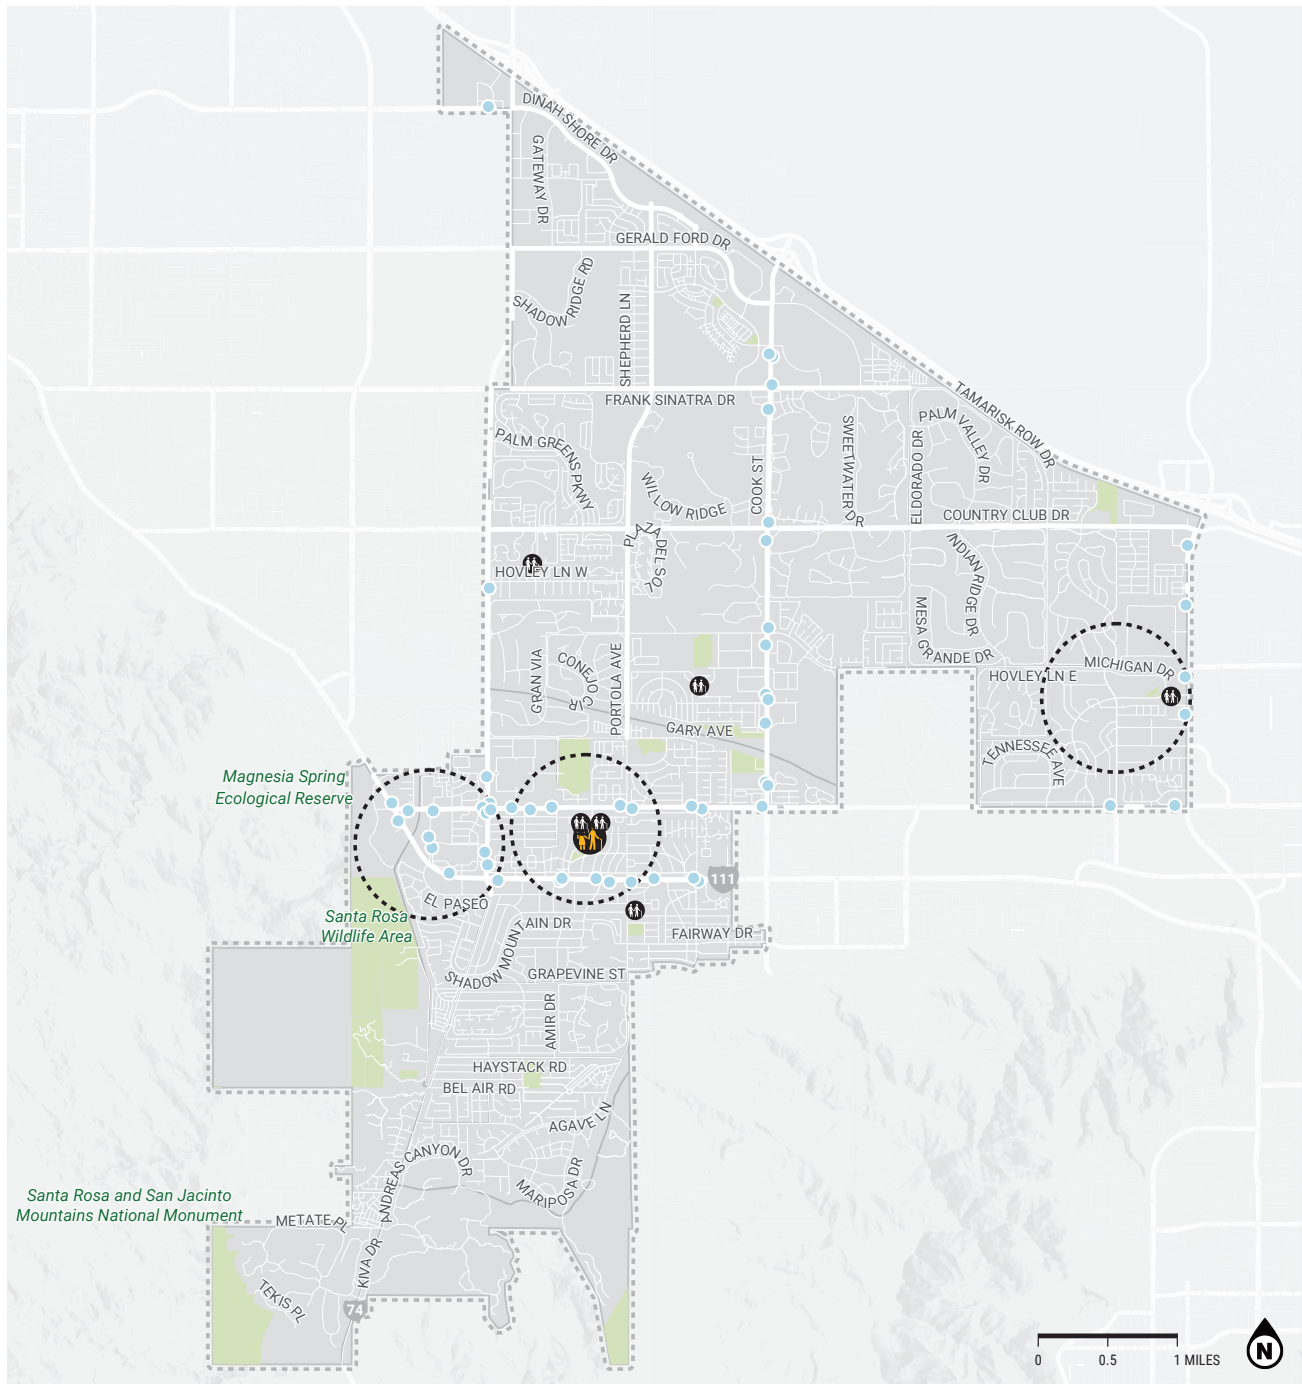 DINAH SHORE DR
GATEWAY DR
GERALD FORD DR
SHADOW RIDGE RD
SHEPHERD LN
FRANK SINATRA DR
TAMARISK ROW DR
PALM VALLEY DR
PALM GREENS PKWY
SWEETWATER DR
ELDORADO DR
WILLOW RIDGE
COOK ST
COUNTRY CLUB DR
PLAZA DEL SOL
INDIAN RIDGE DR
HOVLEY LN W
MESA GRANDE DR
GRAN VIA
CONEJO CIR
PORTOLA AVE
MICHIGAN DR
HOVLEY LN E
GARY AVE
TENNESSEE AVE
Magnesia Spring
Ecological Reserve
111
EL PASEO
Santa Rosa
Wildlife Area
SHADOW MOUNTAIN DR
FAIRWAY DR
GRAPEVINE ST
AMIR DR
HAYSTACK RD
BEL AIR RD
AGAVE LN
ANDREAS CANYON DR
MARIPOSA DR
Santa Rosa and San Jacinto
Mountains National Monument
METATE PL
KIVA DR
TEKIS PL
74
N
0 0.5 1 MILES